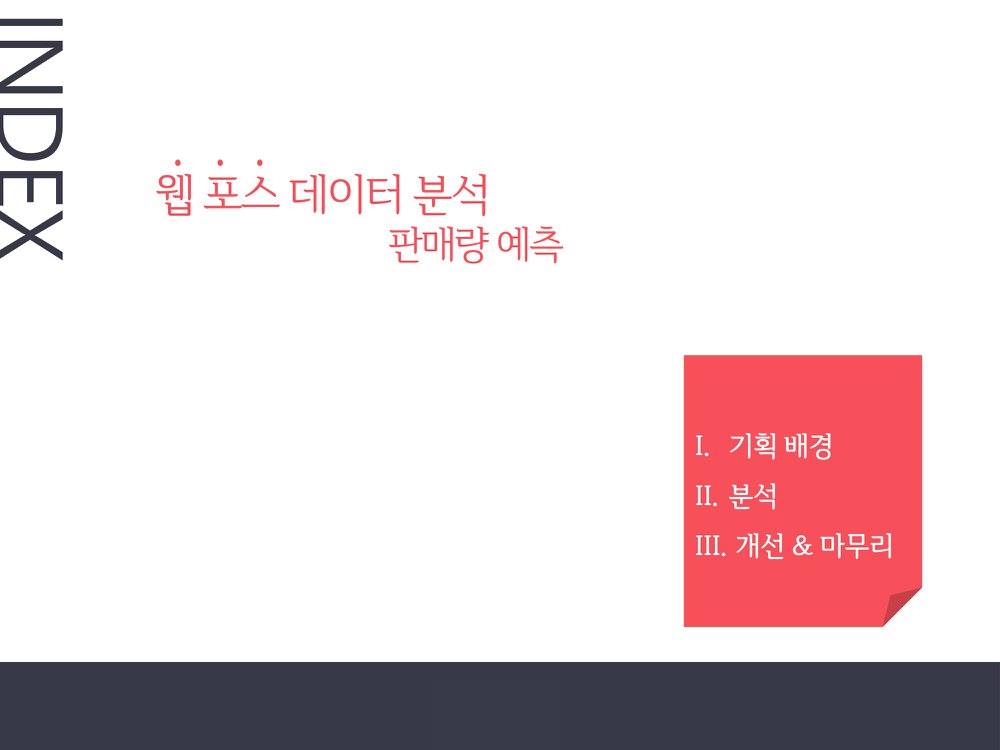 INDEX
웹 포스 데이터 분석
판매량 예측
I. 기획 배경
II. 분석
III. 개선 & 마무리